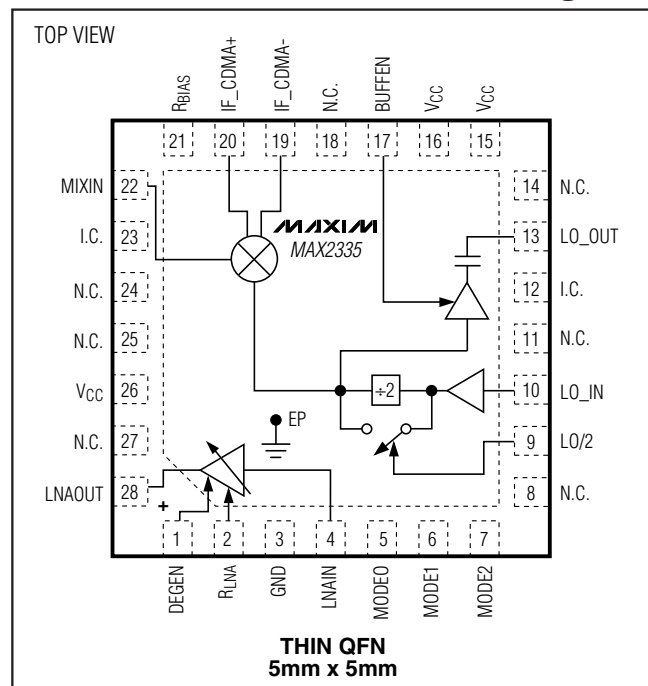 TOP VIEW
RBIAS
IF_CDMA+
IF_CDMA-
N.C.
BUFFEN
VCC
VCC
21
20
19
18
17
16
15
MIXIN
22
I.C.
23
N.C.
24
N.C.
25
VCC
26
N.C.
27
LNAOUT
28
+
MAXIM
MAX2335
÷2
EP
14
N.C.
13
LO_OUT
12
I.C.
11
N.C.
10
LO_IN
9
LO/2
8
N.C.
1
2
3
4
5
6
7
DEGEN
RLNA
GND
LNAIN
MODE0
MODE1
MODE2
THIN QFN
5mm x 5mm